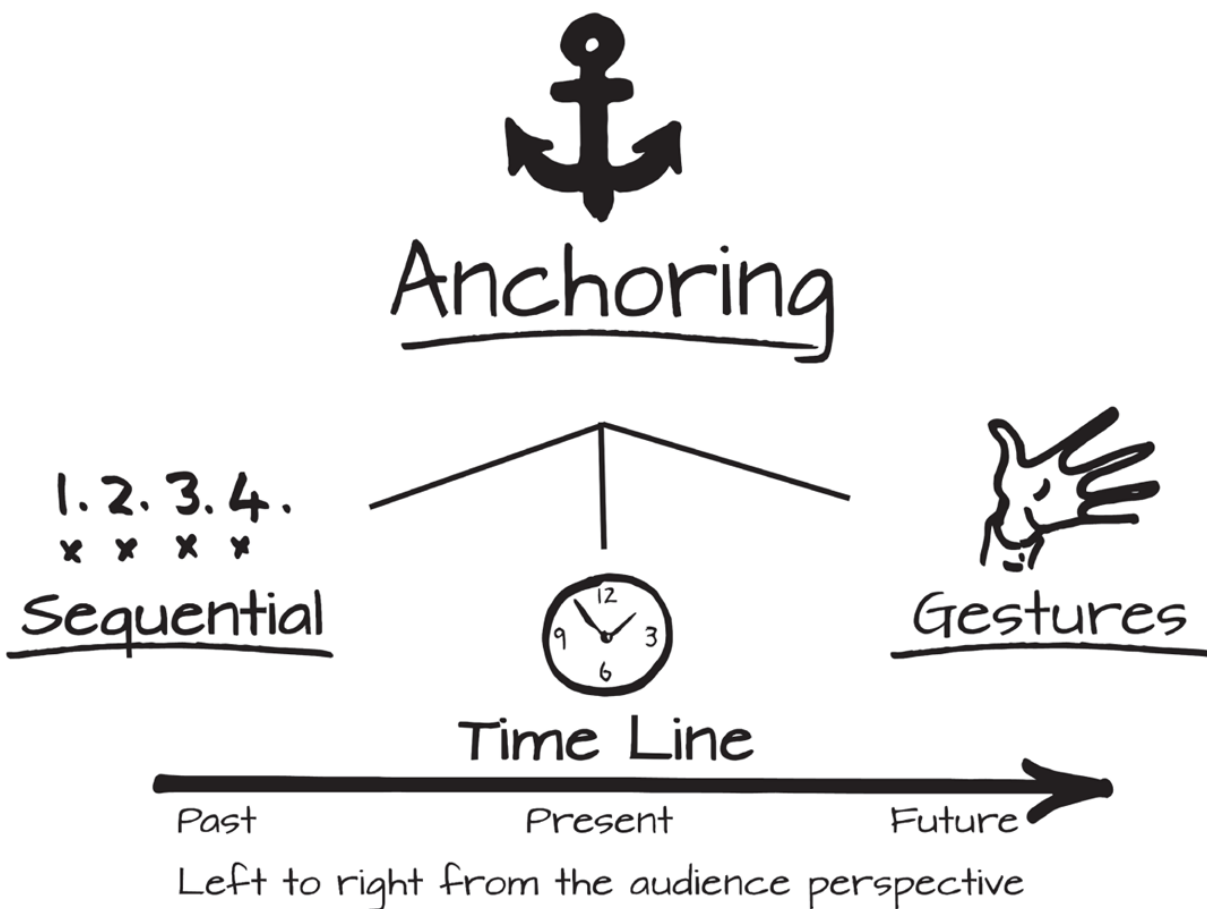 Anchoring
1. 2. 3. 4.
x x x x
Sequential
12
9 3
6
Gestures
Time Line
Past Present Future
Left to right from the audience perspective